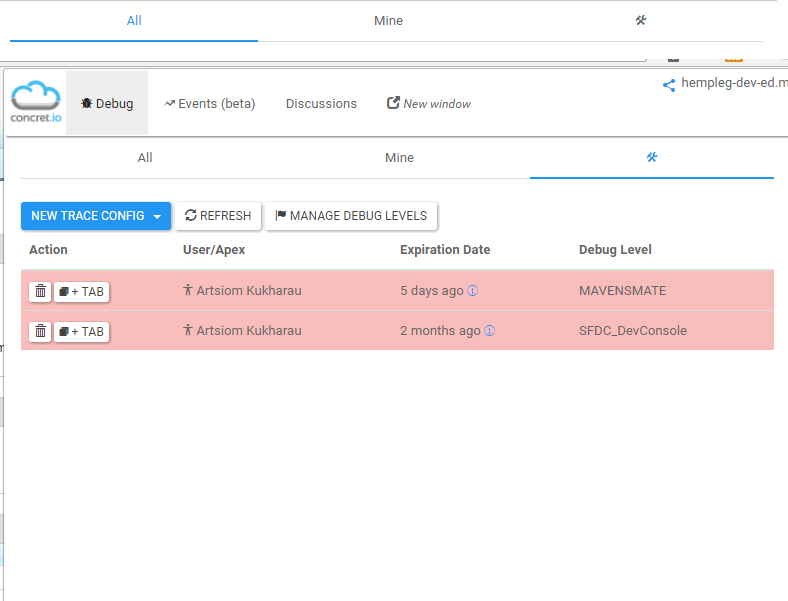 All Mine
hempleg-dev-ed.m
concret.io
Debug Events (beta) Discussions New window
All Mine
NEW TRACE CONFIG REFRESH MANAGE DEBUG LEVELS
Action User/Apex Expiration Date Debug Level
+ TAB Artsiom Kukharau 5 days ago MAVENSMATE
+ TAB Artsiom Kukharau 2 months ago SFDC_DevConsole